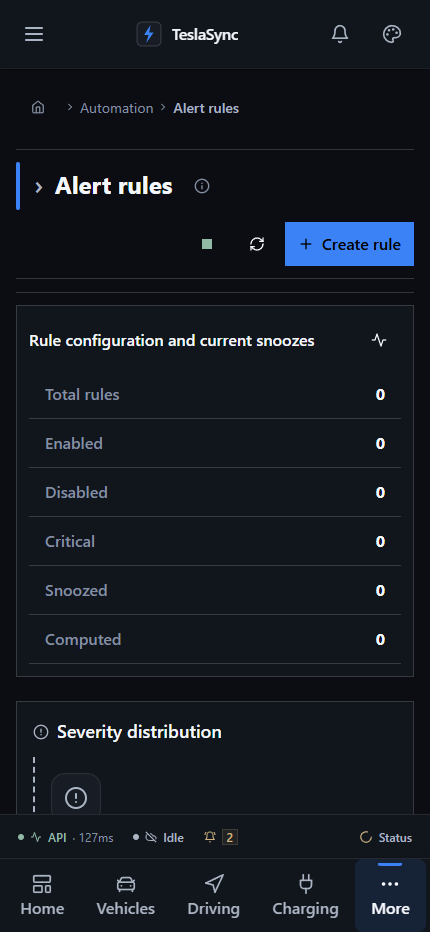 TeslaSync
Automation
Alert rules
Alert rules
Create rule
Rule configuration and current snoozes
Total rules 0
Enabled 0
Disabled 0
Critical 0
Snoozed 0
Computed 0
Severity distribution
API · 127ms Idle 2 Status
Home Vehicles Driving Charging More